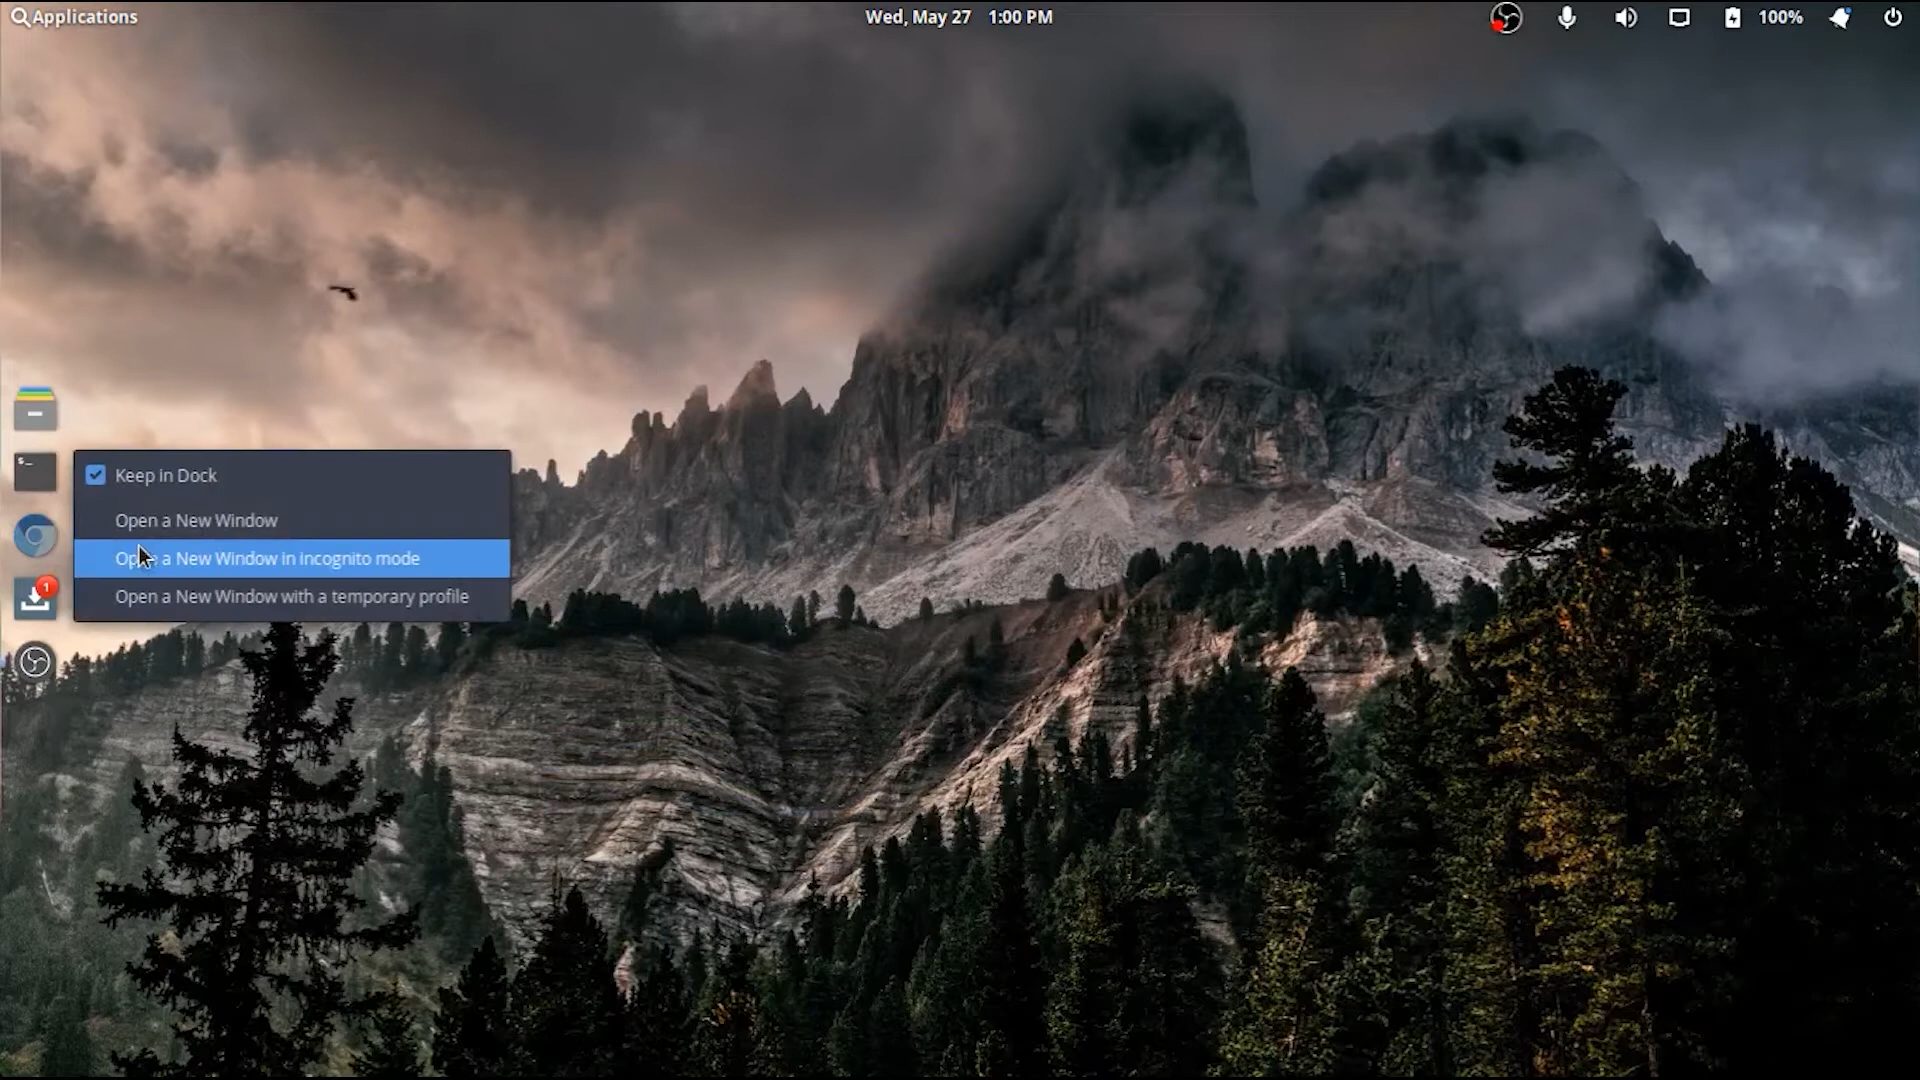 Applications
Wed, May 27 1:00 PM
100%
$_
Keep in Dock
Open a New Window
Open a New Window in incognito mode
Open a New Window with a temporary profile
1